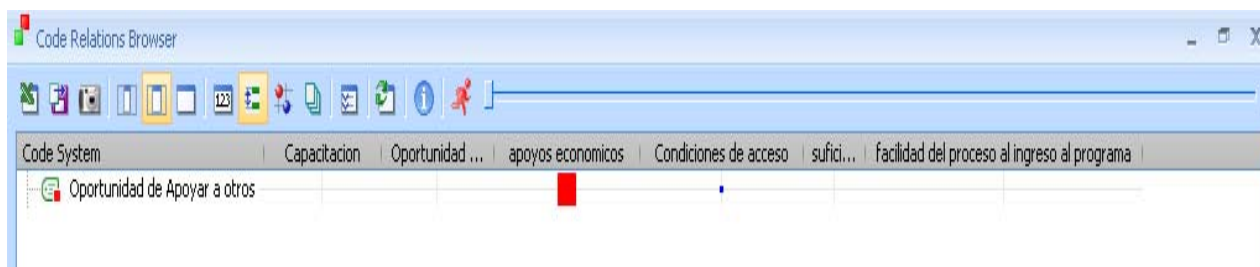 Code Relations Browser
123
Code System Capacitacion Oportunidad ... apoyos economicos Condiciones de acceso sufici... facilidad del proceso al ingreso al programa
Oportunidad de Apoyar a otros